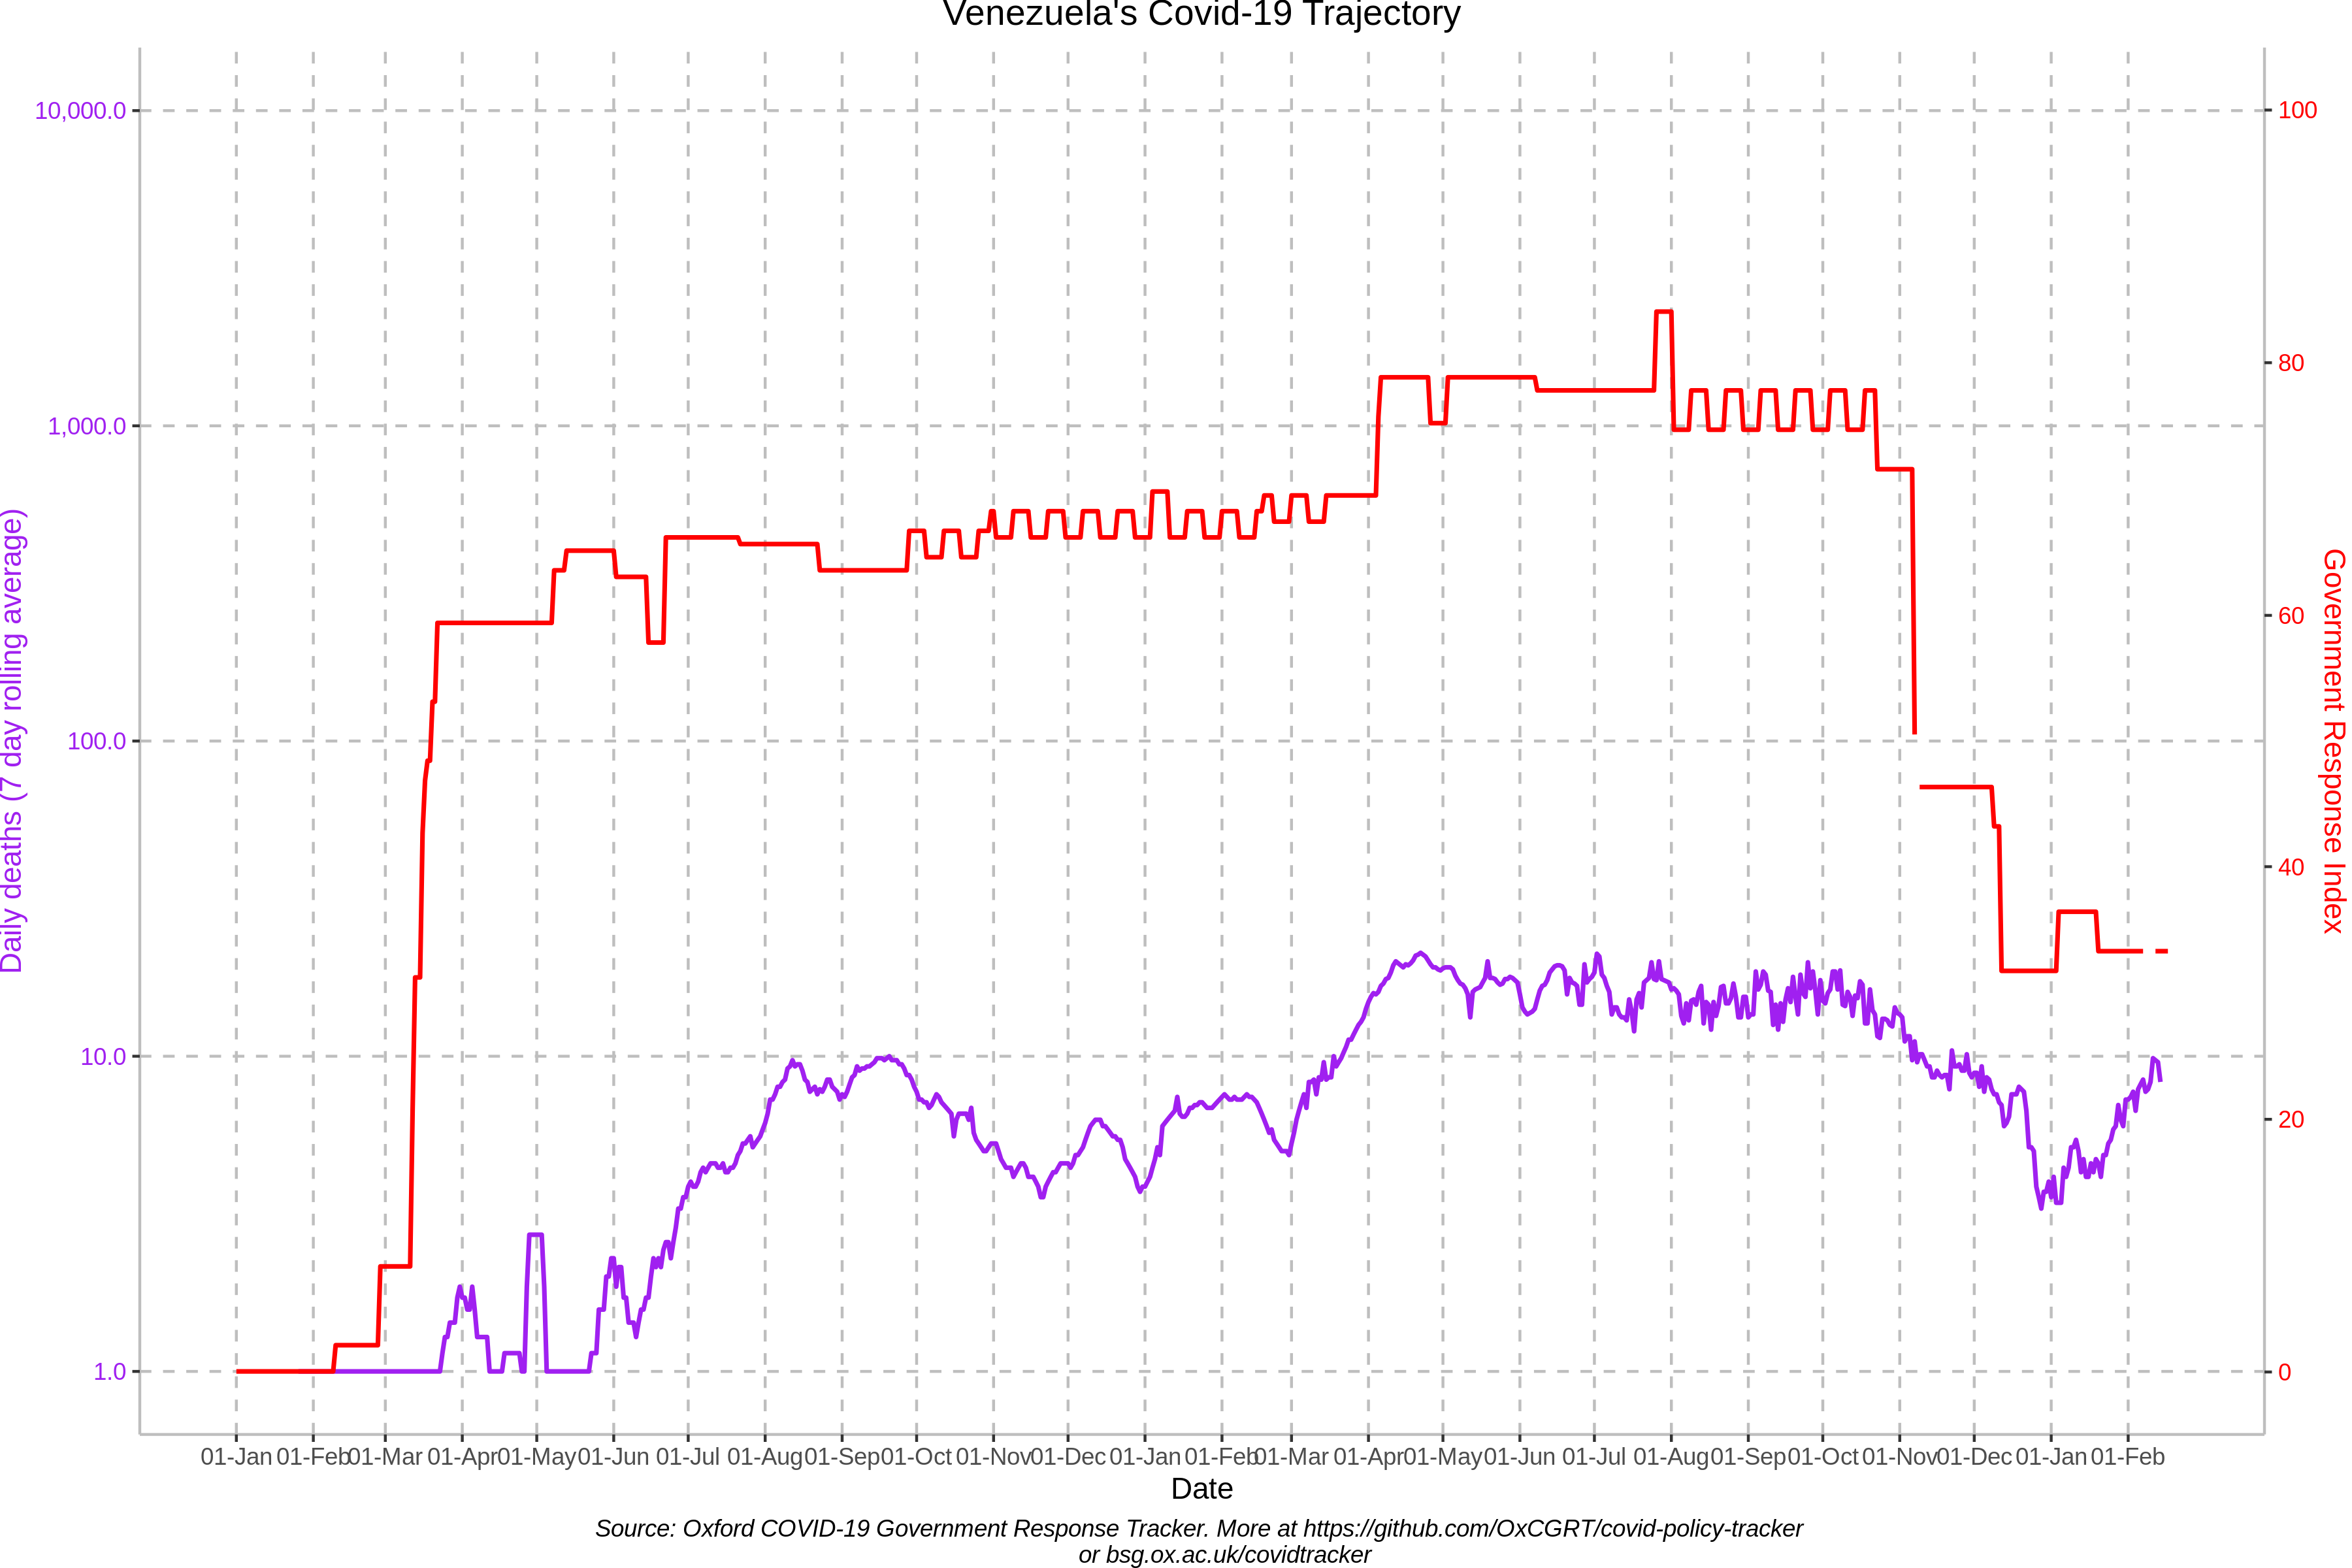 Venezuela's Covid-19 Trajectory
10,000.0
1,000.0
100.0
10.0
1.0
Daily deaths (7 day rolling average)
100
80
60
40
20
0
Government Response Index
01-Jan 01-Feb 01-Mar 01-Apr 01-May 01-Jun 01-Jul 01-Aug 01-Sep 01-Oct 01-Nov 01-Dec 01-Jan 01-Feb 01-Mar 01-Apr 01-May 01-Jun 01-Jul 01-Aug 01-Sep 01-Oct 01-Nov 01-Dec 01-Jan 01-Feb
Date
Source: Oxford COVID-19 Government Response Tracker. More at https://github.com/OxCGRT/covid-policy-tracker
or bsg.ox.ac.uk/covidtracker